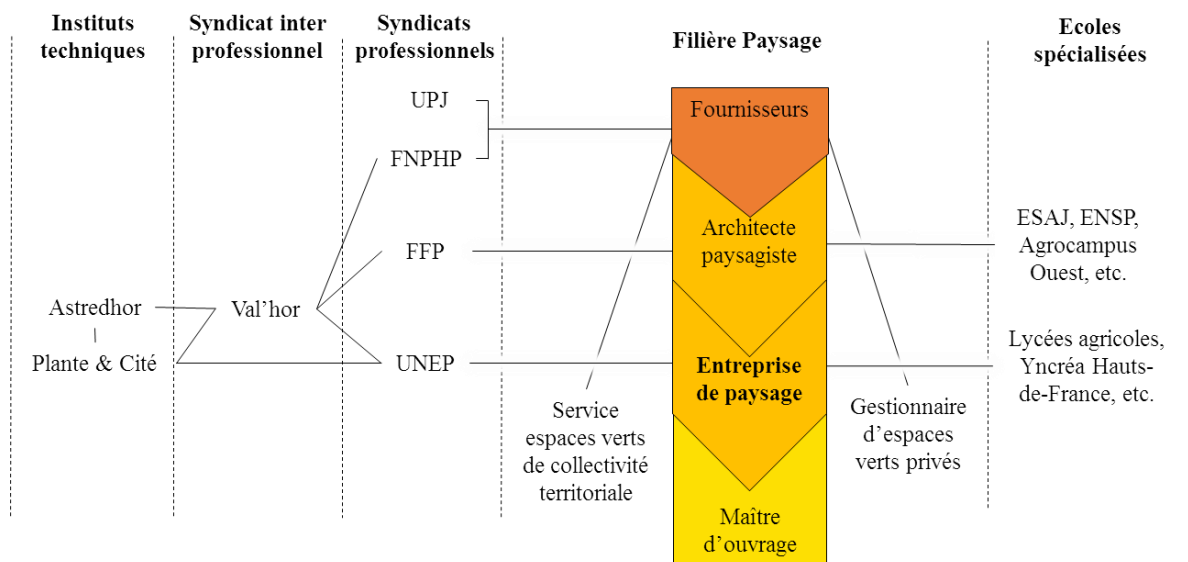 Instituts
techniques
Syndicat inter
professionnel
Syndicats
professionnels
Filière Paysage
Ecoles
spécialisées
UPJ
FNPHP
FFP
UNEP
Astredhor
Plante & Cité
Val’hor
Fournisseurs
Architecte
paysagiste
Entreprise
de paysage
Maître
d’ouvrage
Service
espaces verts
de collectivité
territoriale
Gestionnaire
d’espaces
verts privés
ESAJ, ENSP,
Agrocampus
Ouest, etc.
Lycées agricoles,
Yncréa Hauts-
de-France, etc.